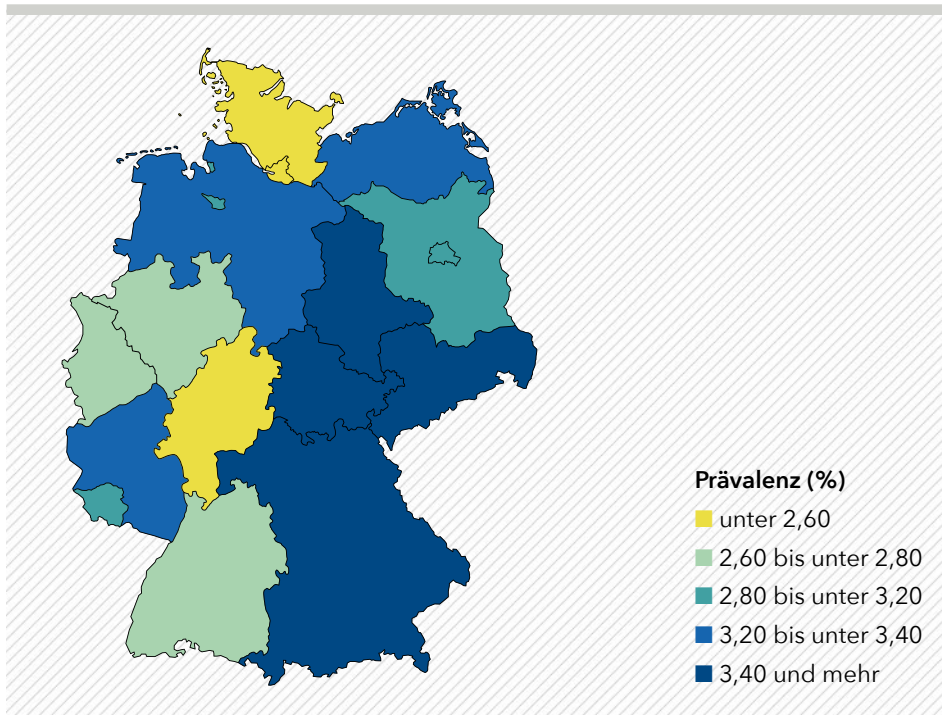 Prävalenz (%)
unter 2,60
2,60 bis unter 2,80
2,80 bis unter 3,20
3,20 bis unter 3,40
3,40 und mehr